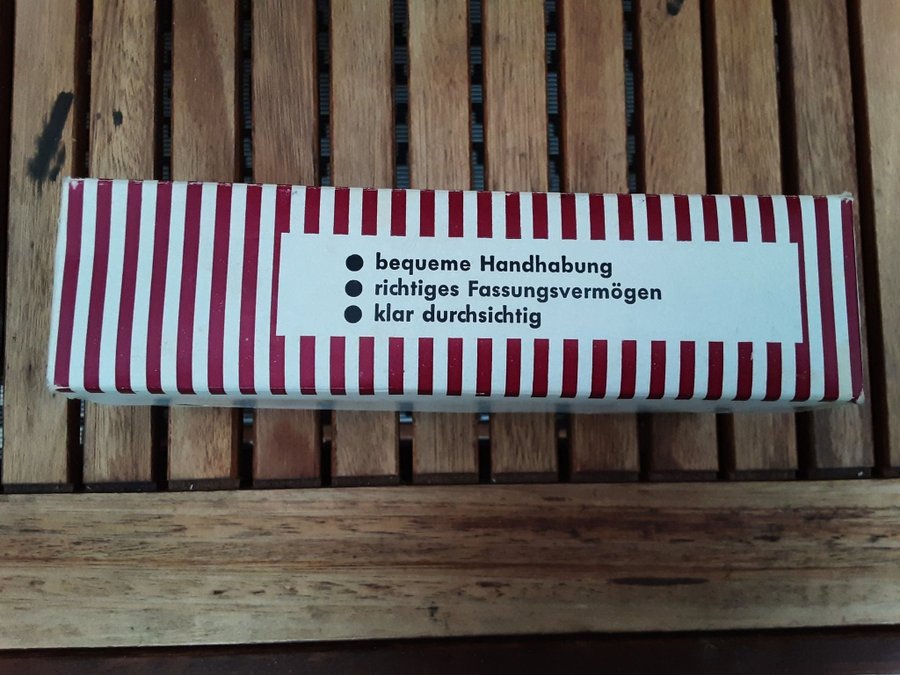 ● bequeme Handhabung
● richtiges Fassungsvermögen
● klar durchsichtig